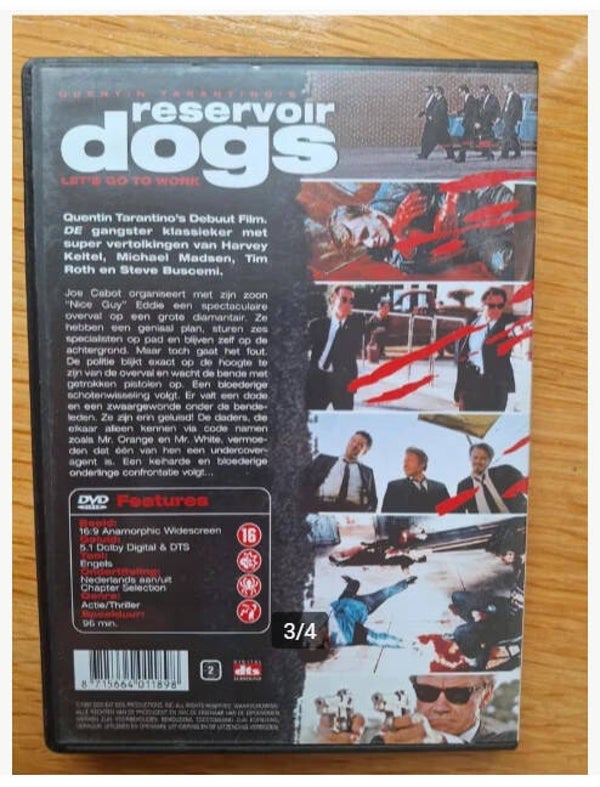 QUENTIN TARANTINO'S
reservoir
dogs
LET'S GO TO WORK
Quentin Tarantino's Debuut Film.
DE gangster klassieker met
super vertolkingen van Harvey
Keitel, Michael Madsen, Tim
Roth en Steve Buscemi.
Joe Cabot organiseert met zijn zoon
"Nice Guy" Eddie een spectaculaire
overval op een grote diamantair. Ze
hebben een geniaal plan, sturen zes
specialisten op pad en blijven zelf op de
achtergrond. Maar toch gaat het fout.
De politie blijkt exact op de hoogte te
zijn van de overval en wacht de bende met
getrokken pistolen op. Een bloederige
schotenwisseling volgt. Er valt een dode
en een zwaargewonde onder de bende-
leden. Ze zijn erin geluisd! De daders, die
elkaar alleen kennen via code namen
zoals Mr. Orange en Mr. White, vermoe-
den dat één van hen een undercover-
agent is. Een keiharde en bloederige
onderlinge confrontatie volgt...
DVD Features
VIDEO
Beeld:
16:9 Anamorphic Widescreen
Geluid:
5.1 Dolby Digital & DTS
Taal:
Engels
Ondertiteling:
Nederlands aan/uit
Chapter Selection
Genre:
Actie/Thriller
Speelduur:
96 min.
16
3/4
8 715664 011898
2
DIGITAL
dts
SURROUND